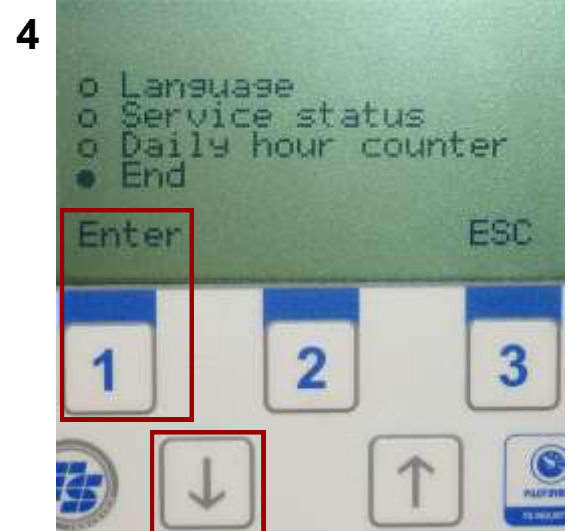 4
o Language
o Service status
o Daily hour counter
● End
Enter ESC
1 2 3
↓ ↑